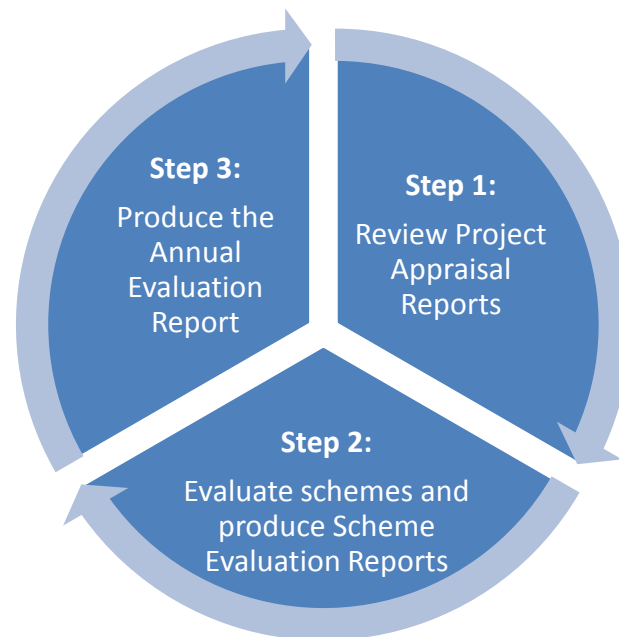 Step 1:
Review Project
Appraisal
Reports
Step 2:
Evaluate schemes and
produce Scheme
Evaluation Reports
Step 3:
Produce the
Annual
Evaluation
Report